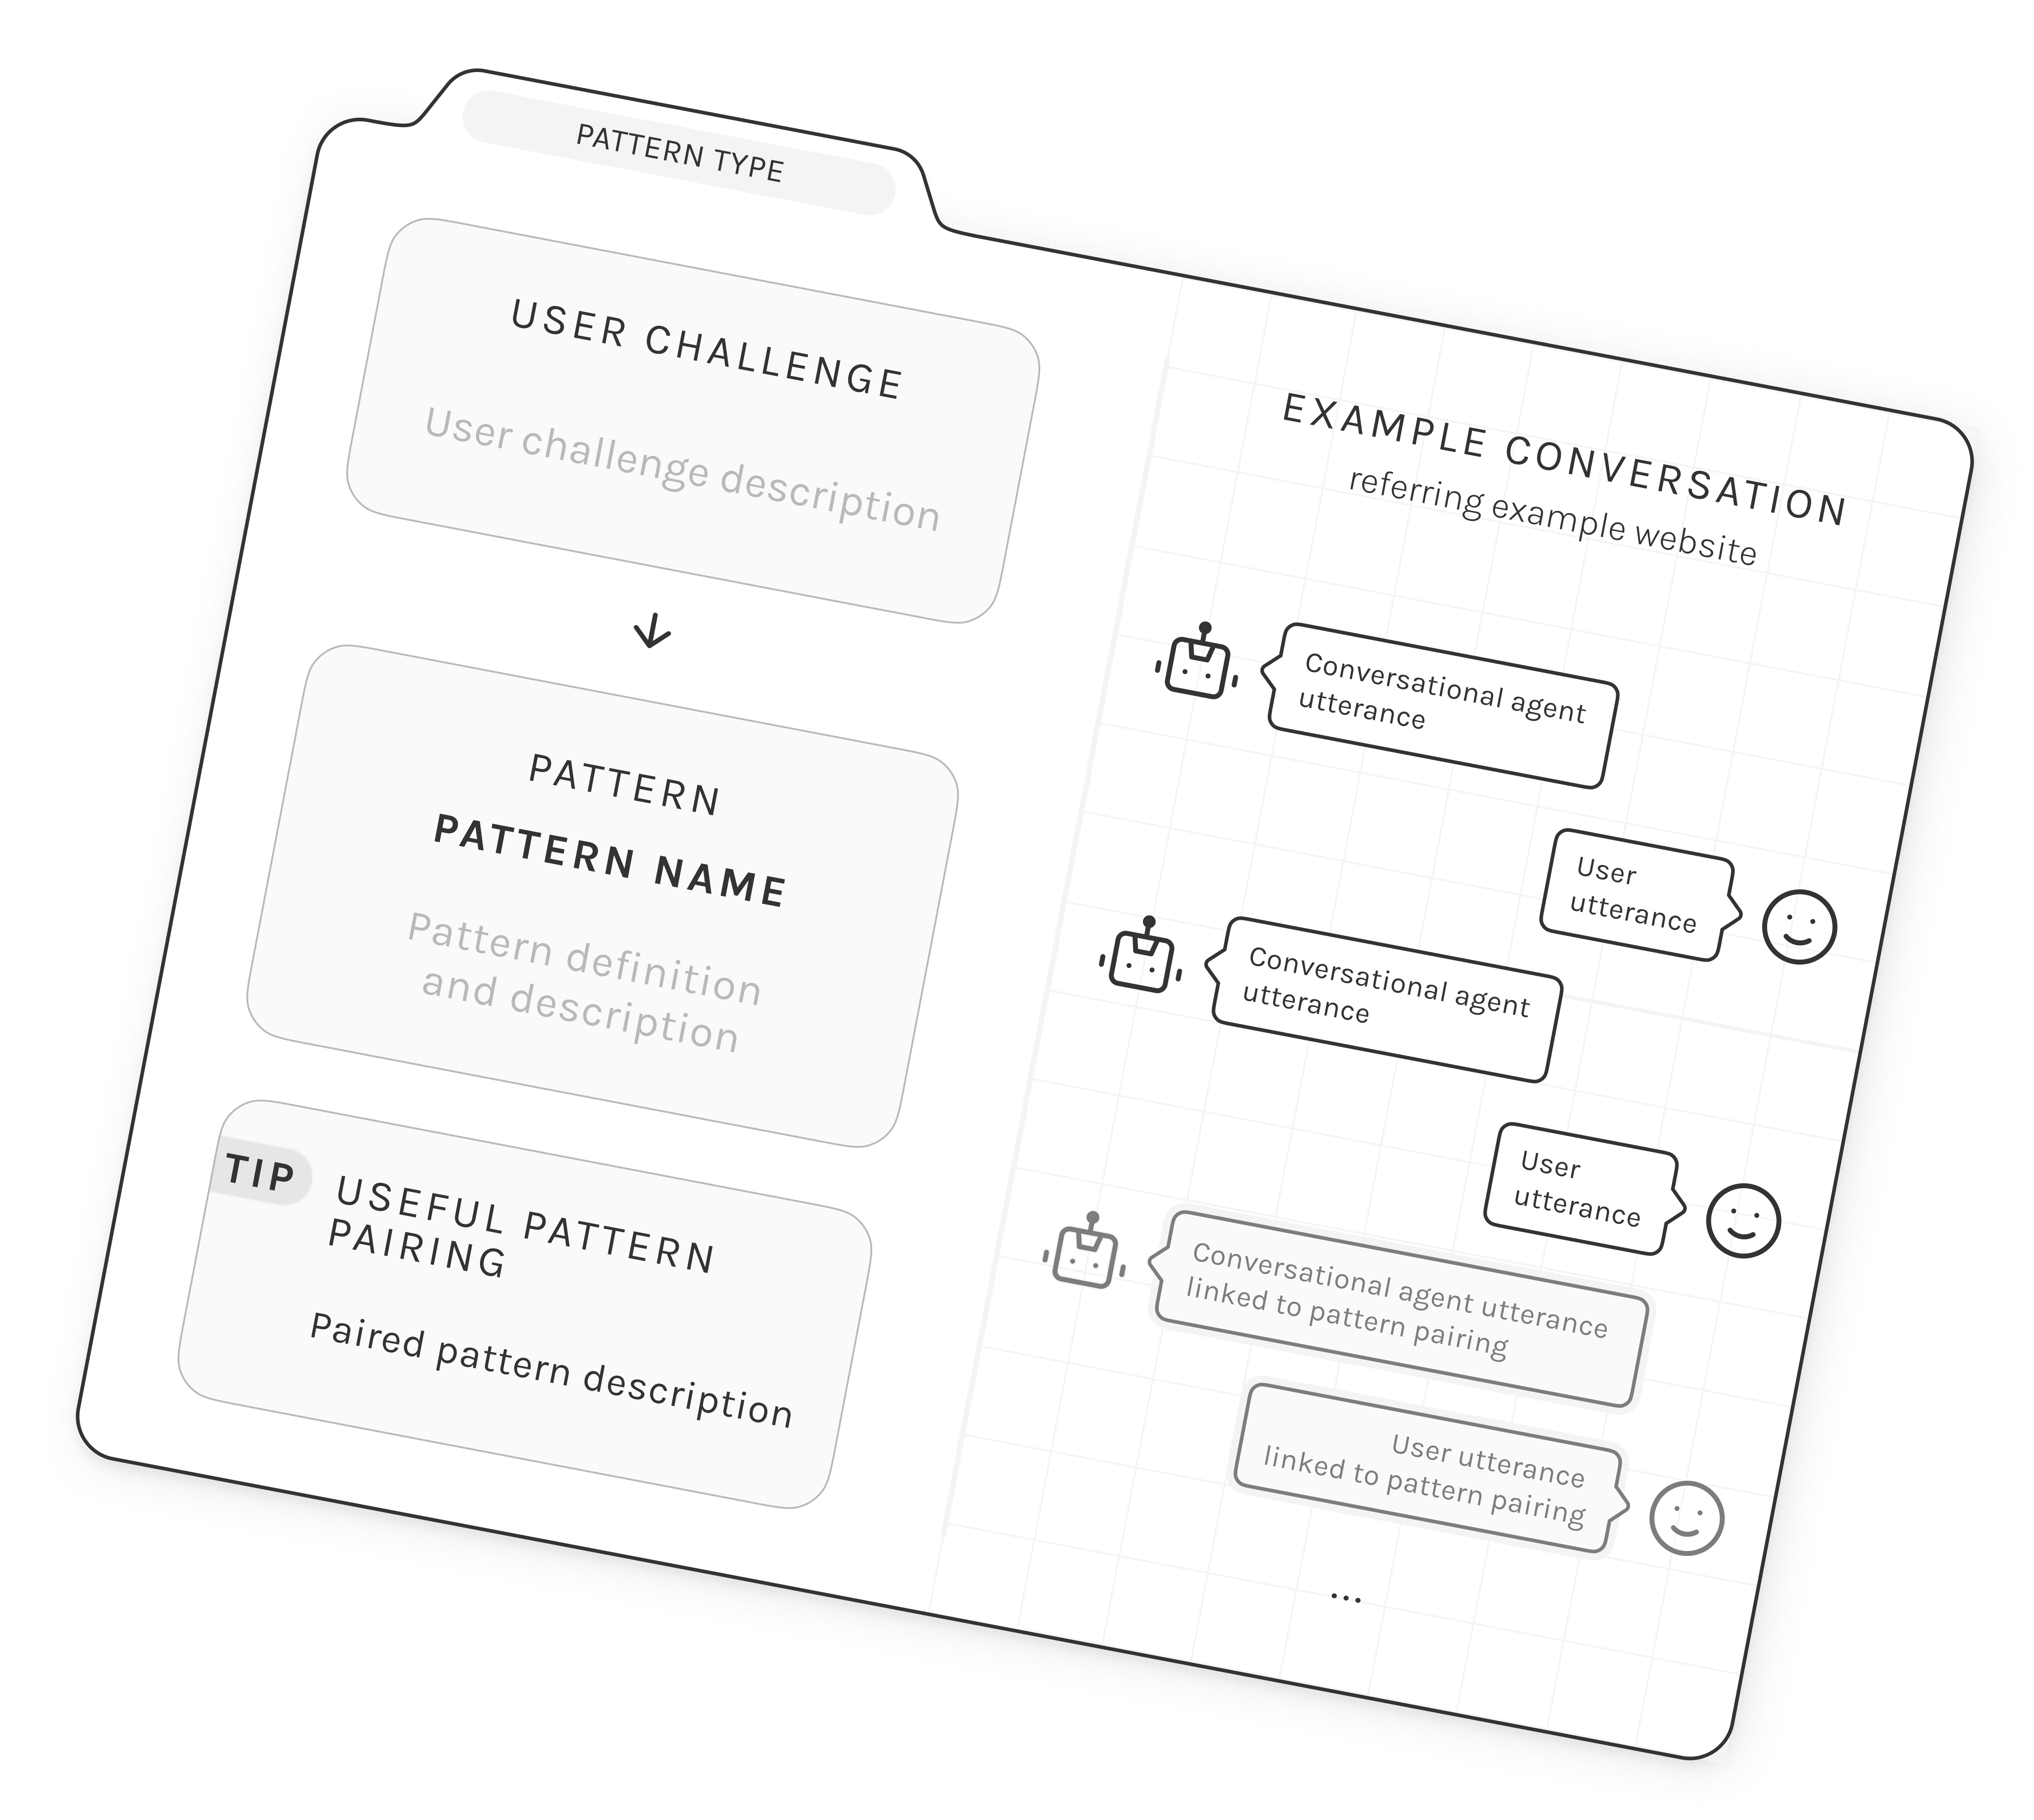 PATTERN TYPE
USER CHALLENGE
User challenge description
PATTERN
PATTERN NAME
Pattern definition
and description
TIP
USEFUL PATTERN
PAIRING
Paired pattern description
EXAMPLE CONVERSATION
referring example website
Conversational agent
utterance
User
utterance
Conversational agent
utterance
User
utterance
Conversational agent utterance
linked to pattern pairing
User utterance
linked to pattern pairing
...